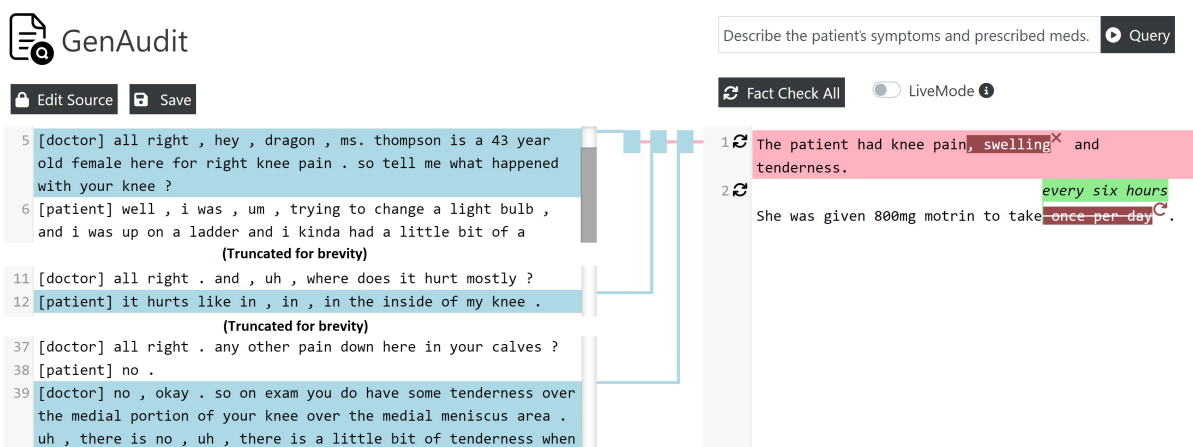 GenAudit
Describe the patient's symptoms and prescribed meds.
Query
Edit Source
Save
Fact Check All
LiveMode
5 [doctor] all right , hey , dragon , ms. thompson is a 43 year
old female here for right knee pain . so tell me what happened
with your knee ?
6 [patient] well , i was , um , trying to change a light bulb ,
and i was up on a ladder and i kinda had a little bit of a
(Truncated for brevity)
11 [doctor] all right . and , uh , where does it hurt mostly ?
12 [patient] it hurts like in , in , in the inside of my knee .
(Truncated for brevity)
37 [doctor] all right . any other pain down here in your calves ?
38 [patient] no .
39 [doctor] no , okay . so on exam you do have some tenderness over
the medial portion of your knee over the medial meniscus area .
uh , there is no , uh , there is a little bit of tenderness when
1 The patient had knee pain, swelling and
tenderness.
every six hours
2 She was given 800mg motrin to take once per day.